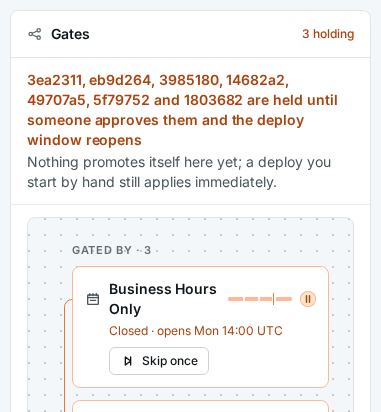 Gates
3 holding
3ea2311, eb9d264, 3985180, 14682a2,
49707a5, 5f79752 and 1803682 are held until
someone approves them and the deploy
window reopens
Nothing promotes itself here yet; a deploy you
start by hand still applies immediately.
GATED BY · 3
Business Hours
Only
Closed · opens Mon 14:00 UTC
Skip once